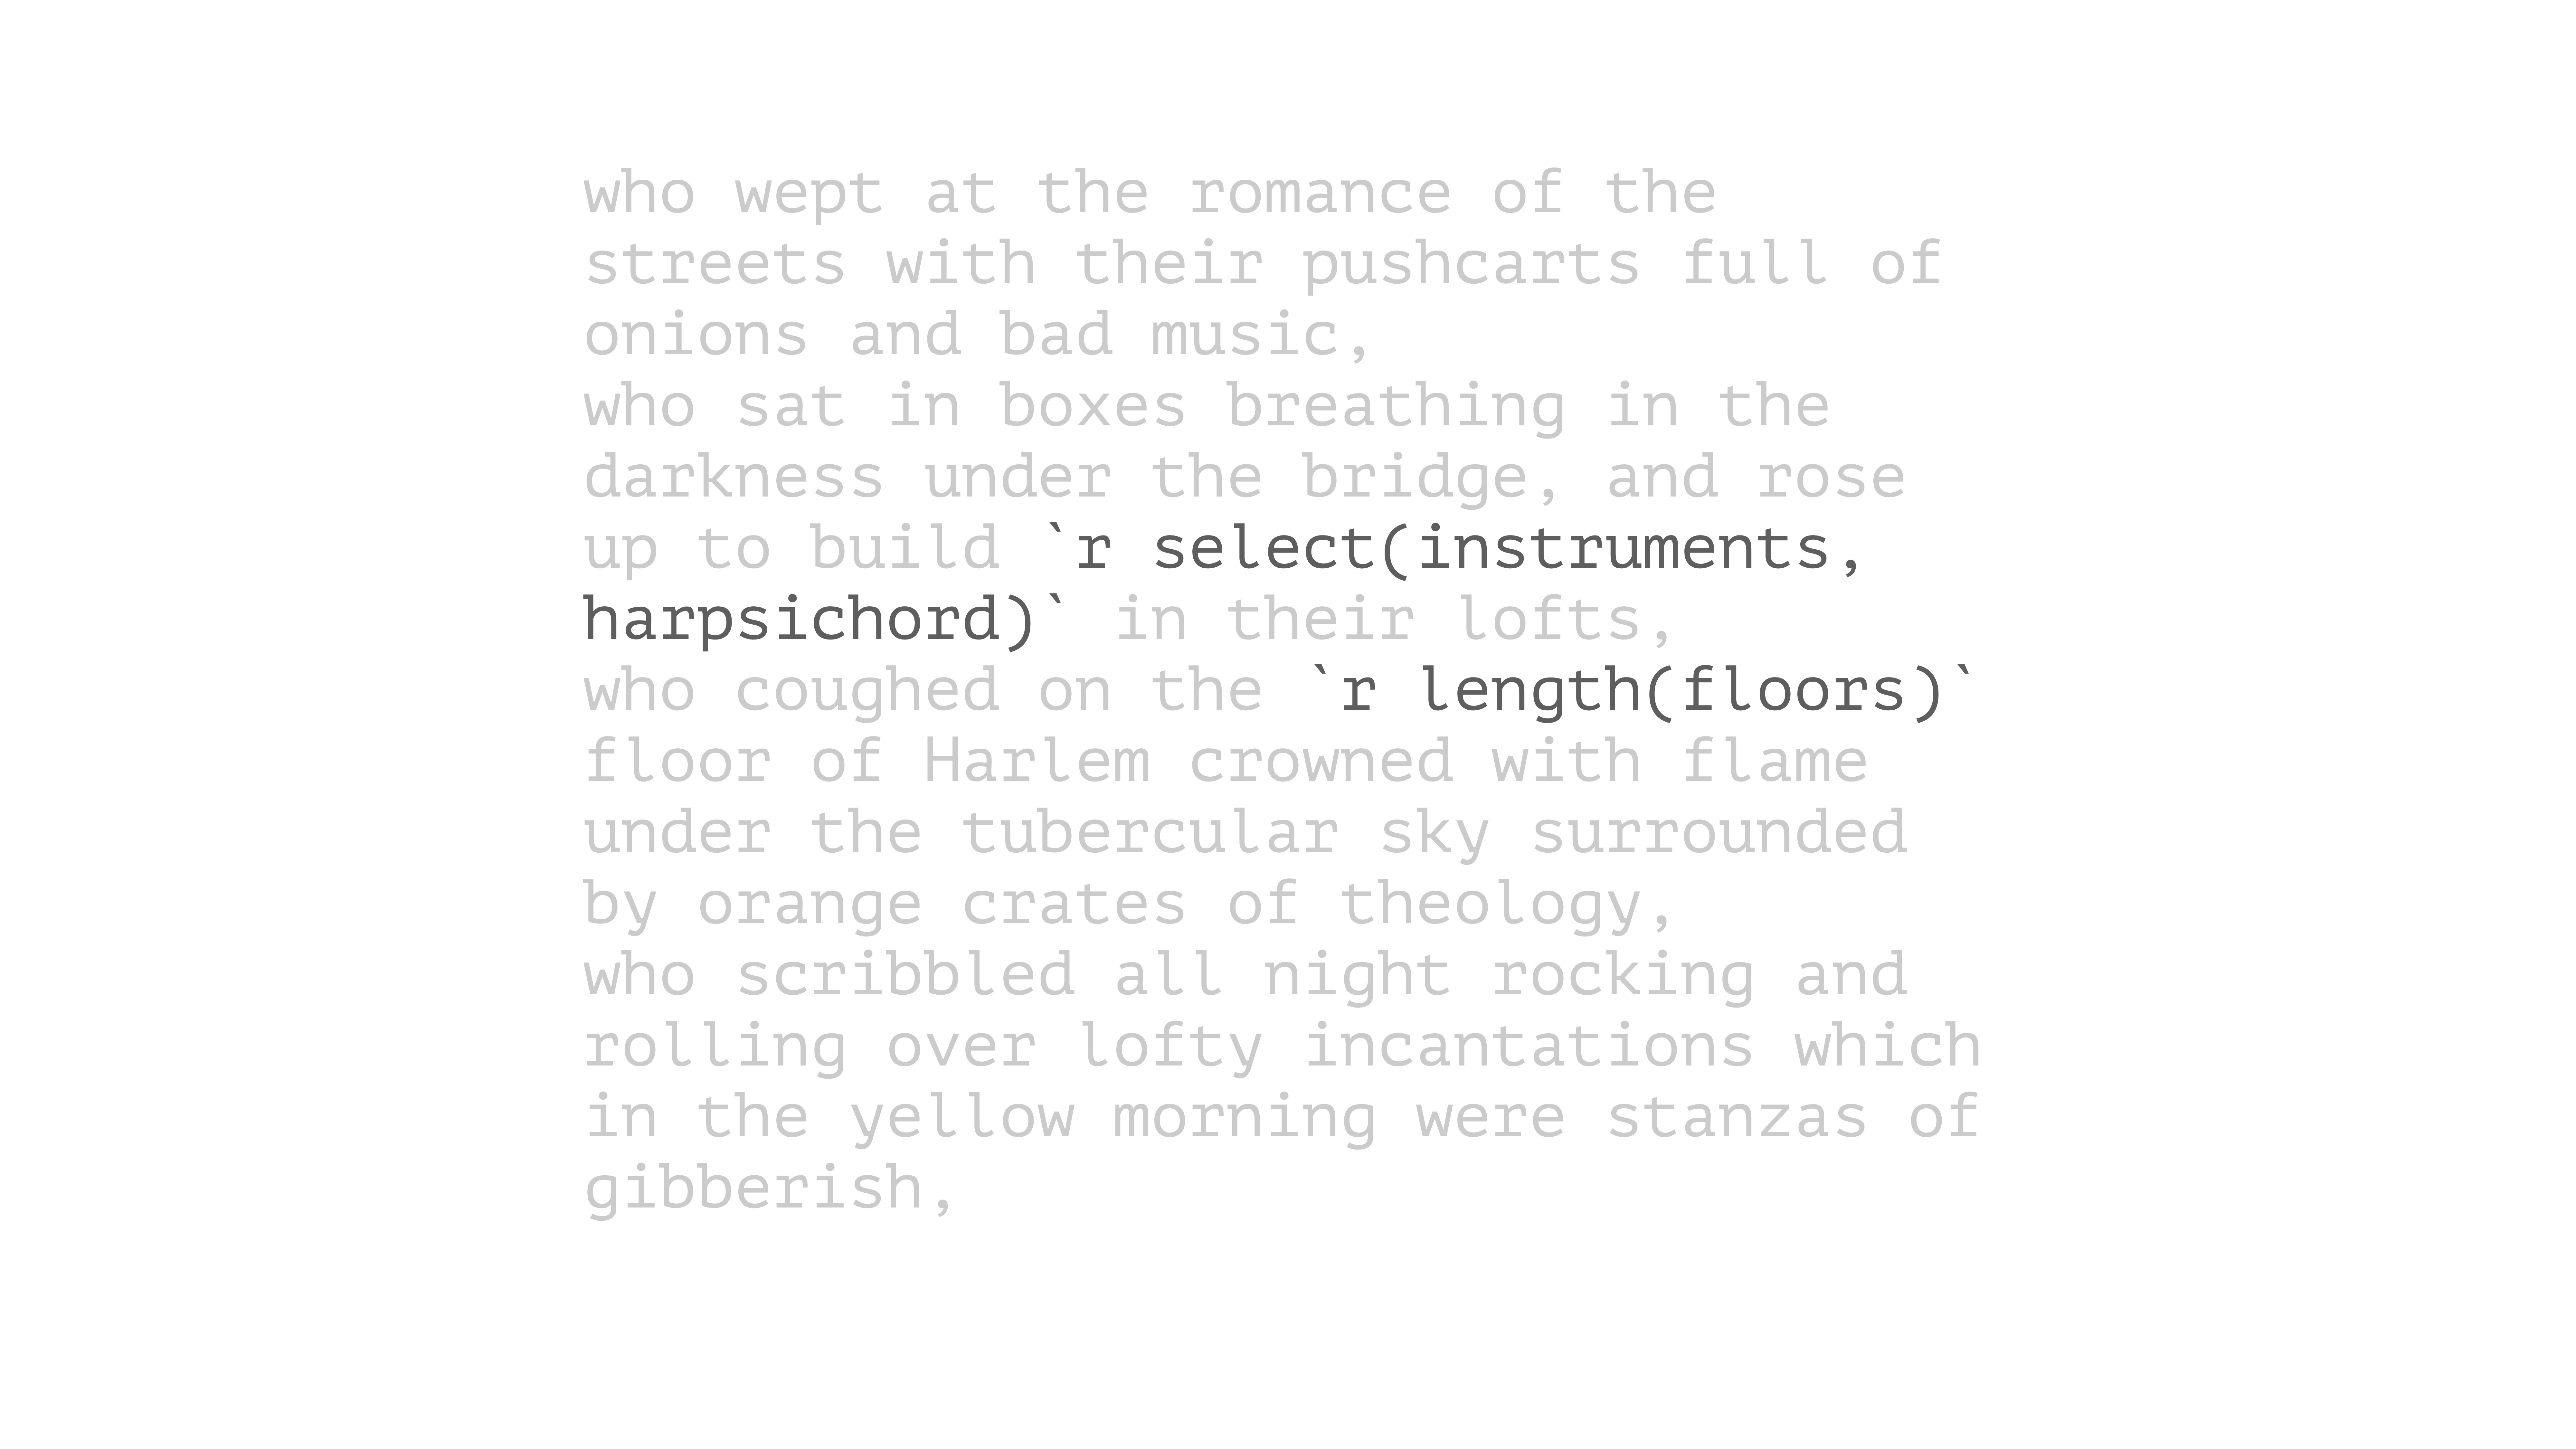 who wept at the romance of the
streets with their pushcarts full of
onions and bad music,
who sat in boxes breathing in the
darkness under the bridge, and rose
up to build `r select(instruments,
harpsichord)` in their lofts,
who coughed on the `r length(floors)`
floor of Harlem crowned with flame
under the tubercular sky surrounded
by orange crates of theology,
who scribbled all night rocking and
rolling over lofty incantations which
in the yellow morning were stanzas of
gibberish,